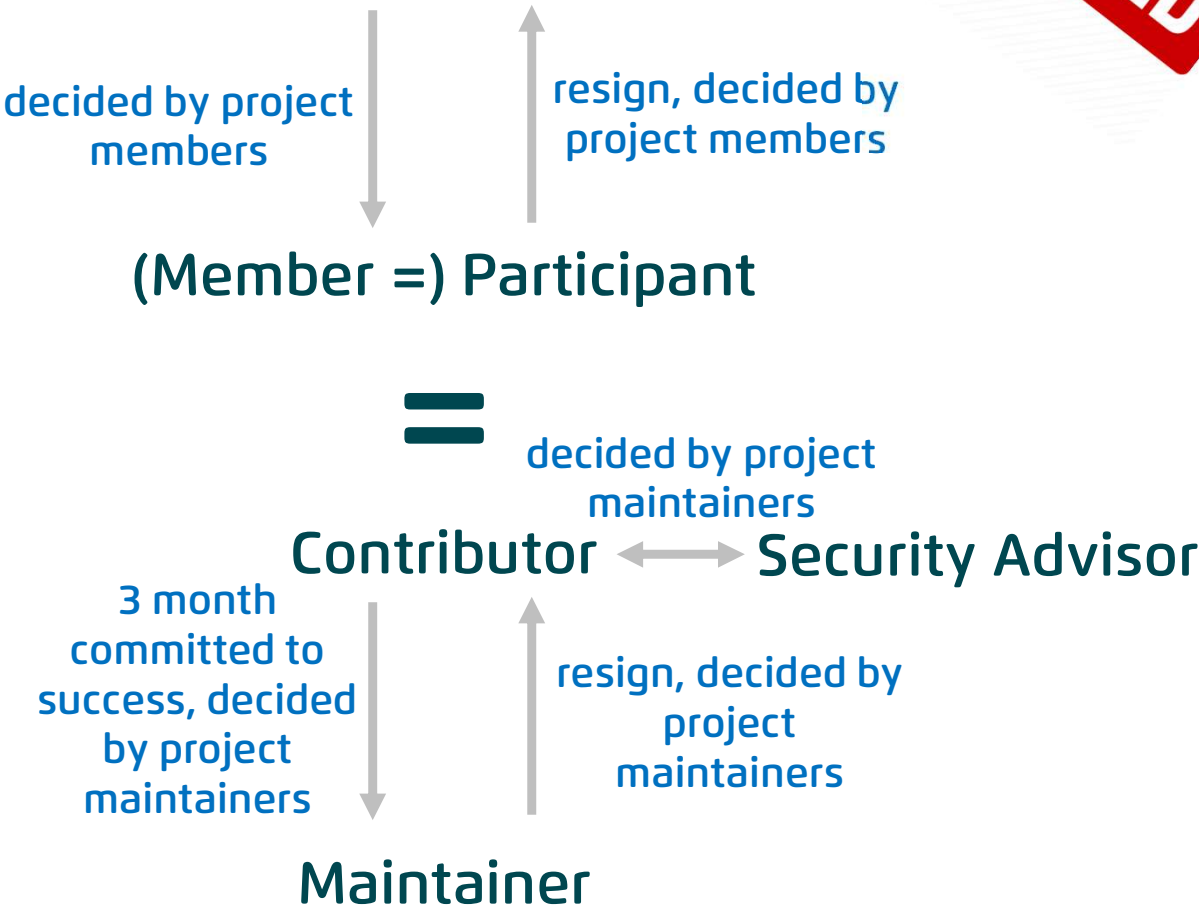 decided by project
members
resign, decided by
project members
(Member =) Participant
=
decided by project
maintainers
Contributor
Security Advisor
3 month
committed to
success, decided
by project
maintainers
resign, decided by
project
maintainers
Maintainer